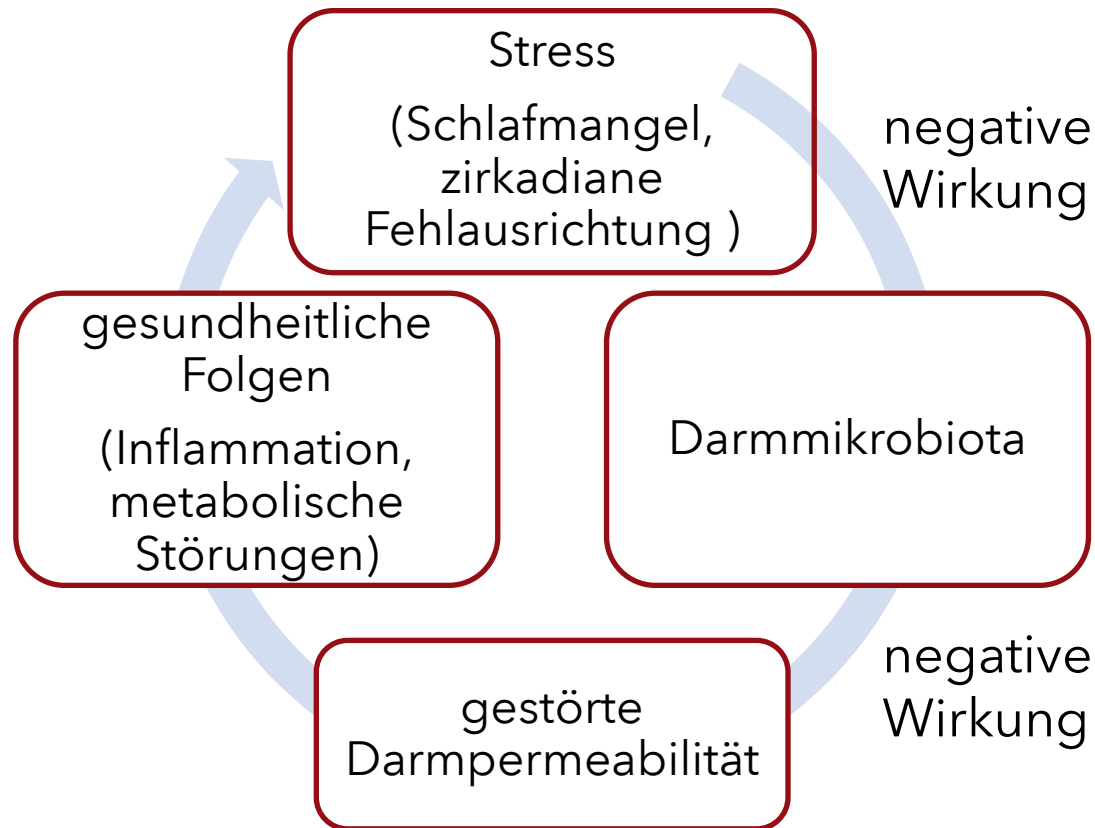 Stress
(Schlafmangel,
zirkadiane
Fehlausrichtung )
negative
Wirkung
gesundheitliche
Folgen
(Inflammation,
metabolische
Störungen)
Darmmikrobiota
negative
Wirkung
gestörte
Darmpermeabilität